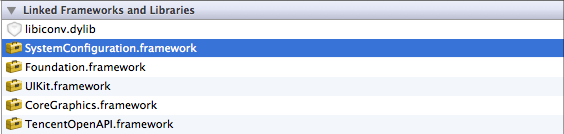 Linked Frameworks and Libraries
libiconv.dylib
SystemConfiguration.framework
Foundation.framework
UIKit.framework
CoreGraphics.framework
TencentOpenAPI.framework